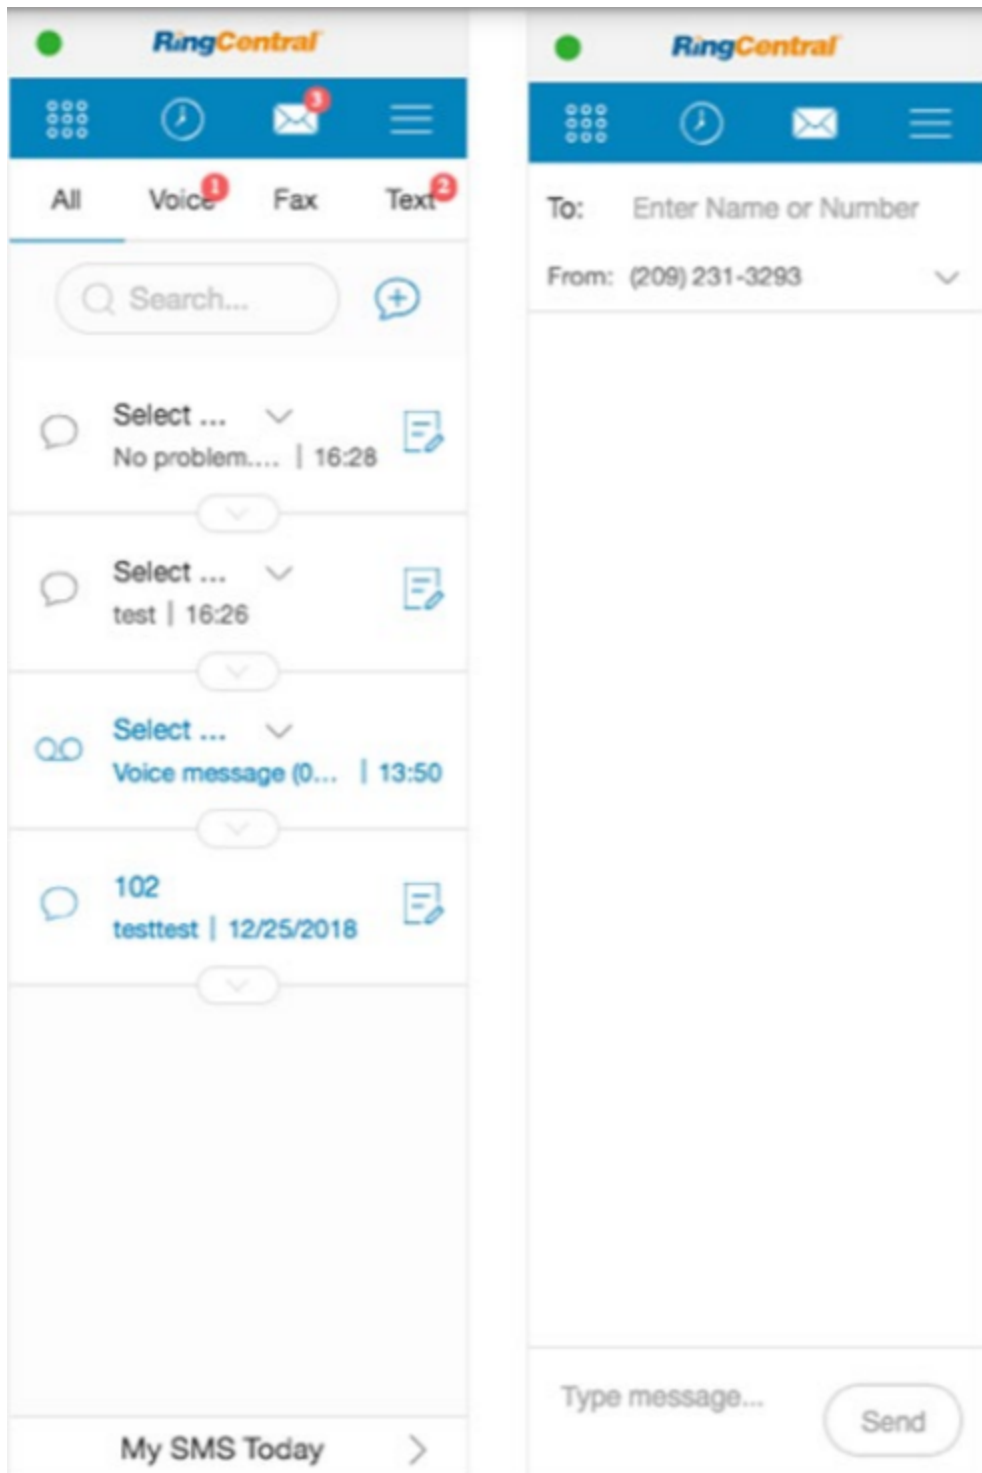 RingCentral
3
All Voice 1 Fax Text 2
Search...
Select ...
No problem.... | 16:28
Select ...
test | 16:26
Select ...
Voice message (0... | 13:50
102
testtest | 12/25/2018
My SMS Today
RingCentral
To: Enter Name or Number
From: (209) 231-3293
Type message...
Send